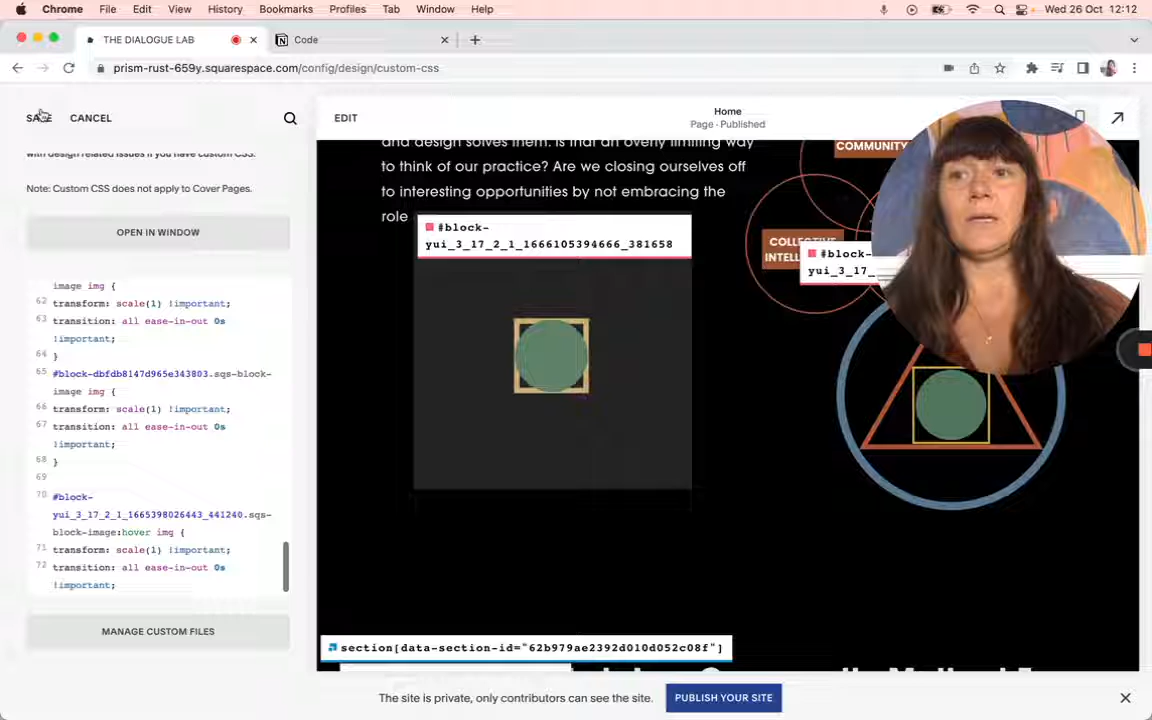 Chrome File Edit View History Bookmarks Profiles Tab Window Help Wed 26 Oct 12:12
THE DIALOGUE LAB
Code
prism-rust-659y.squarespace.com/config/design/custom-css
SAVE CANCEL
with design related issues if you have custom CSS.
Note: Custom CSS does not apply to Cover Pages.
OPEN IN WINDOW
image img {
62 transform: scale(1) !important;
63 transition: all ease-in-out 0s
!important;
64 }
65 #block-dbfdb8147d965e343803.sqs-block-
image img {
66 transform: scale(1) !important;
67 transition: all ease-in-out 0s
!important;
68 }
69
70 #block-
yui_3_17_2_1_1665398026443_441240.sqs-
block-image:hover img {
71 transform: scale(1) !important;
72 transition: all ease-in-out 0s
!important;
MANAGE CUSTOM FILES
EDIT
Home
Page · Published
and design solves them. Is that an overly limiting way
to think of our practice? Are we closing ourselves off
to interesting opportunities by not embracing the
role
#block-
yui_3_17_2_1_1666105394666_381658
COMMUNITY
#block-
yui_3_17_
section[data-section-id="62b979ae2392d010d052c08f"]
The site is private, only contributors can see the site.
PUBLISH YOUR SITE